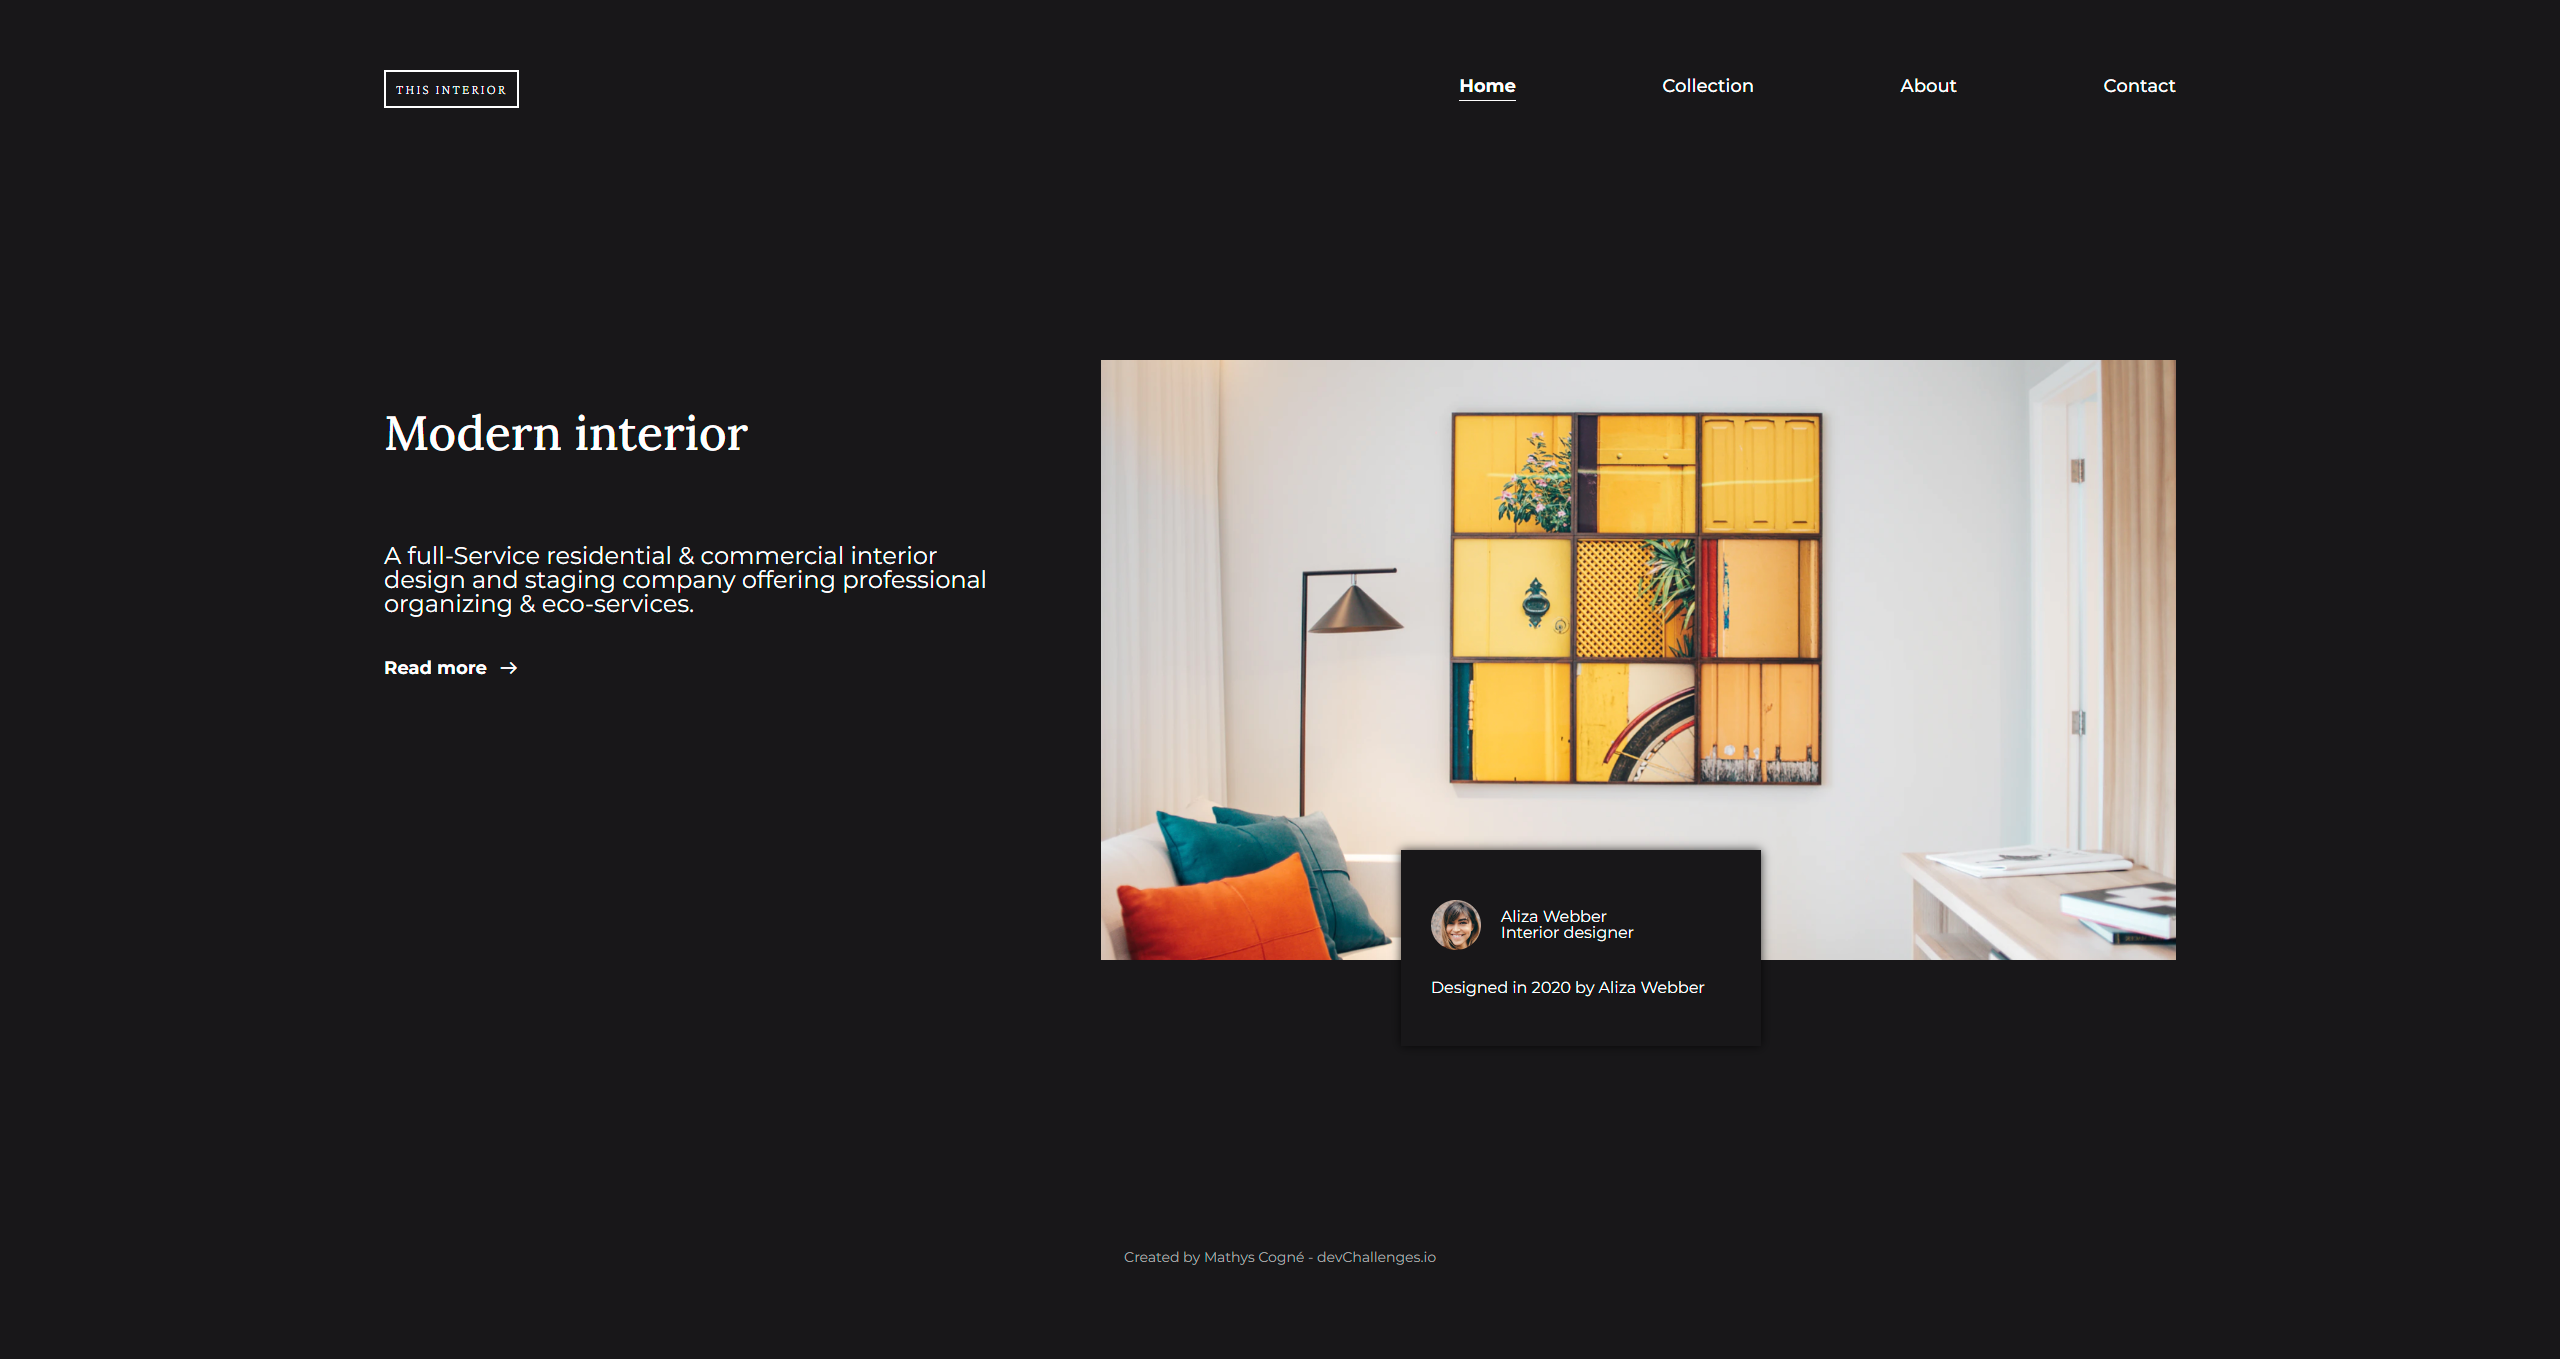 THIS INTERIOR
Home
Collection
About
Contact
Modern interior
A full-Service residential & commercial interior
design and staging company offering professional
organizing & eco-services.
Read more →
Aliza Webber
Interior designer
Designed in 2020 by Aliza Webber
Created by Mathys Cogné - devChallenges.io